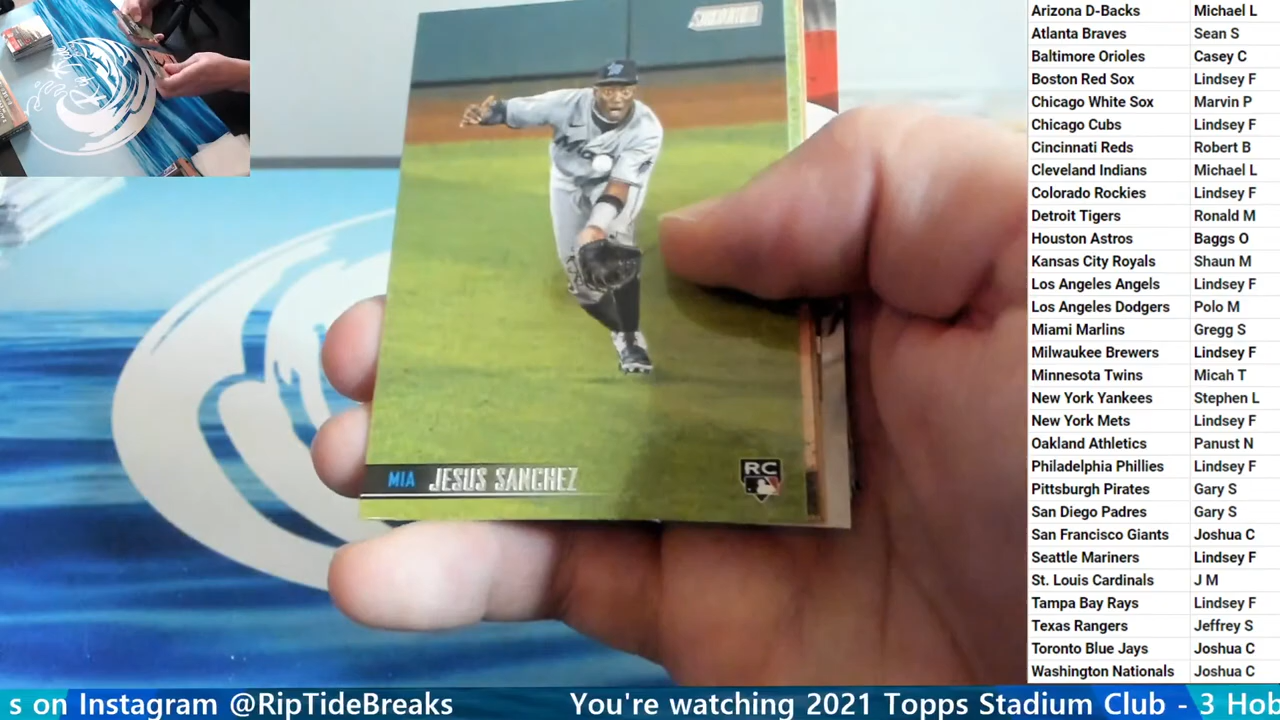 MIA JESUS SANCHEZ
RC
Arizona D-Backs Michael L
Atlanta Braves Sean S
Baltimore Orioles Casey C
Boston Red Sox Lindsey F
Chicago White Sox Marvin P
Chicago Cubs Lindsey F
Cincinnati Reds Robert B
Cleveland Indians Michael L
Colorado Rockies Lindsey F
Detroit Tigers Ronald M
Houston Astros Baggs O
Kansas City Royals Shaun M
Los Angeles Angels Lindsey F
Los Angeles Dodgers Polo M
Miami Marlins Gregg S
Milwaukee Brewers Lindsey F
Minnesota Twins Micah T
New York Yankees Stephen L
New York Mets Lindsey F
Oakland Athletics Panust N
Philadelphia Phillies Lindsey F
Pittsburgh Pirates Gary S
San Diego Padres Gary S
San Francisco Giants Joshua C
Seattle Mariners Lindsey F
St. Louis Cardinals J M
Tampa Bay Rays Lindsey F
Texas Rangers Jeffrey S
Toronto Blue Jays Joshua C
Washington Nationals Joshua C
s on Instagram @RipTideBreaks You're watching 2021 Topps Stadium Club - 3 Hob